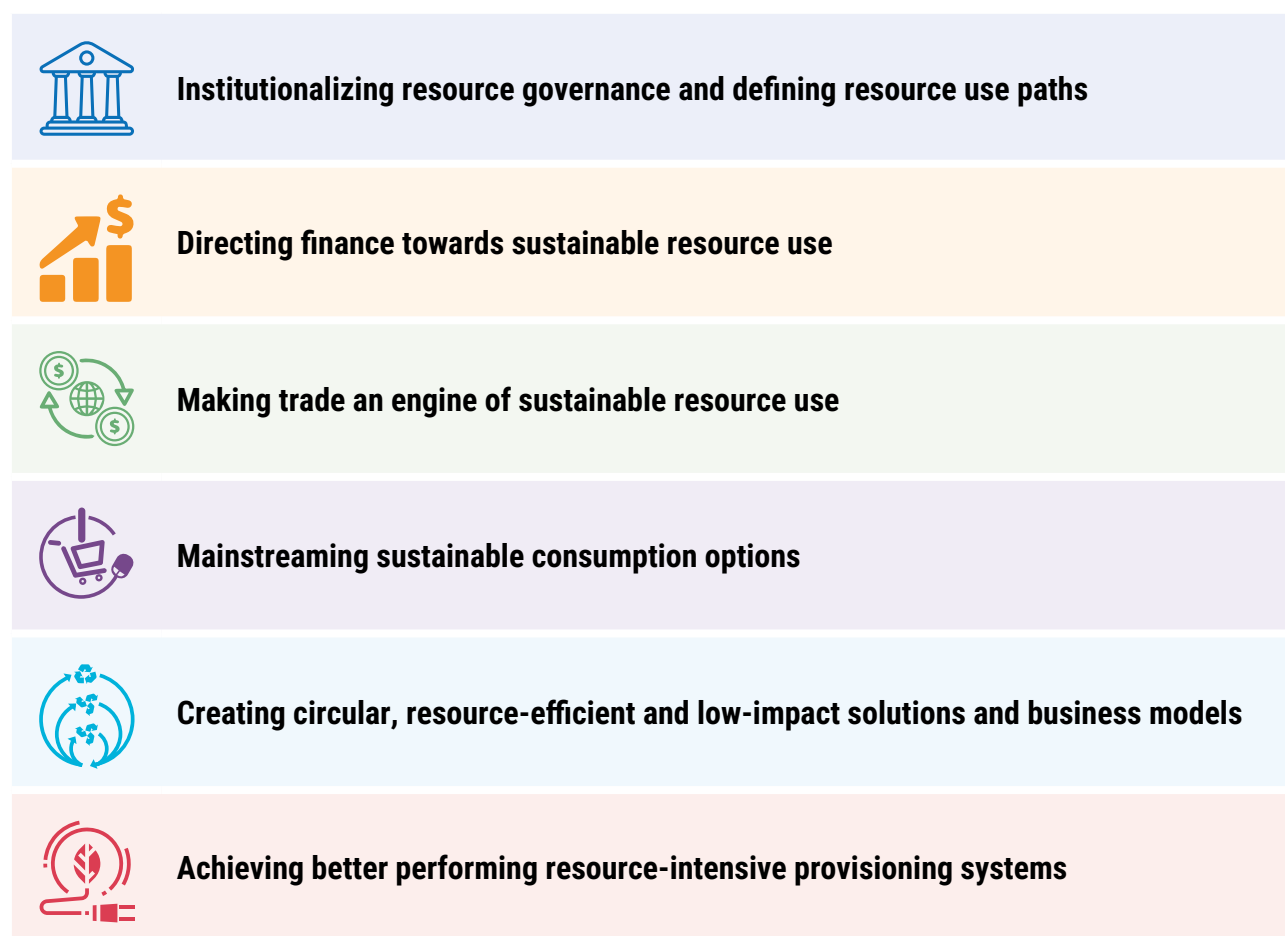 Institutionalizing resource governance and defining resource use paths
$
Directing finance towards sustainable resource use
$
$
Making trade an engine of sustainable resource use
Mainstreaming sustainable consumption options
Creating circular, resource-efficient and low-impact solutions and business models
Achieving better performing resource-intensive provisioning systems